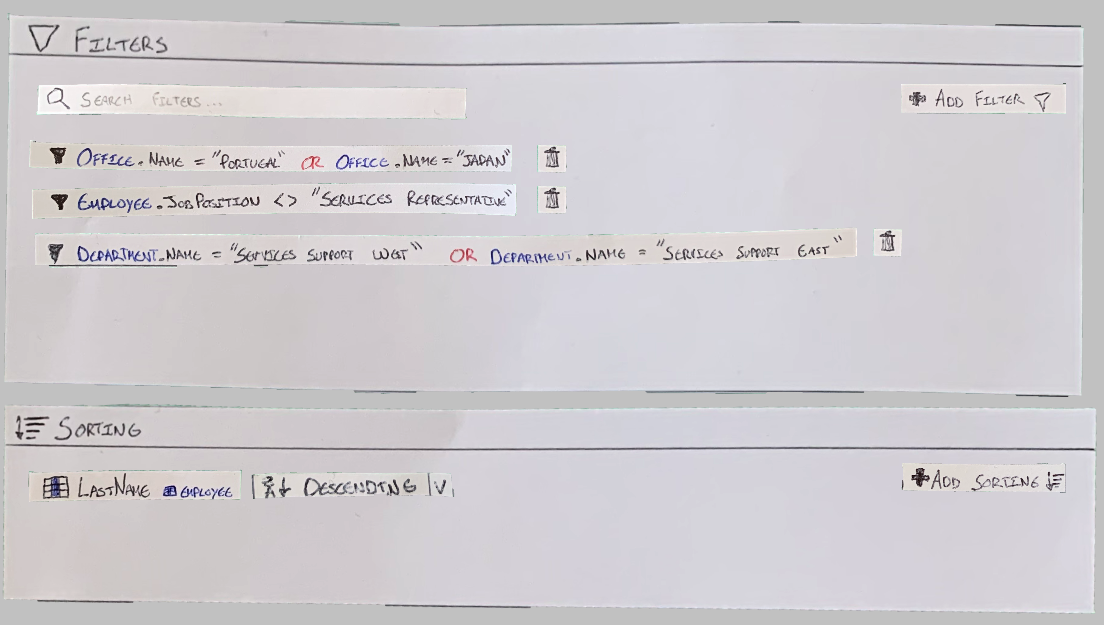 FILTERS
SEARCH FILTERS...
ADD FILTER
OFFICE.NAME = "PORTUGAL" OR OFFICE.NAME = "JAPAN"
EMPLOYEE.JOBPOSITION <> "SERVICES REPRESENTATIVE"
DEPARTMENT.NAME = "SERVICES SUPPORT WEST" OR DEPARTMENT.NAME = "SERVICES SUPPORT EAST"
SORTING
LASTNAME EMPLOYEE DESCENDING
ADD SORTING